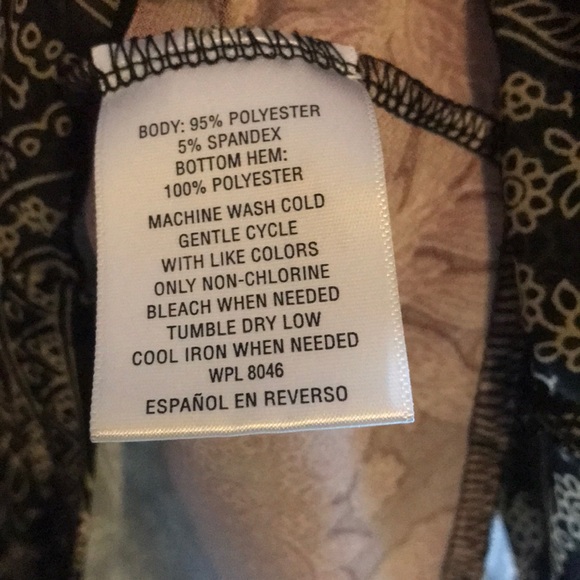 BODY: 95% POLYESTER
5% SPANDEX
BOTTOM HEM:
100% POLYESTER
MACHINE WASH COLD
GENTLE CYCLE
WITH LIKE COLORS
ONLY NON-CHLORINE
BLEACH WHEN NEEDED
TUMBLE DRY LOW
COOL IRON WHEN NEEDED
WPL 8046
ESPAÑOL EN REVERSO